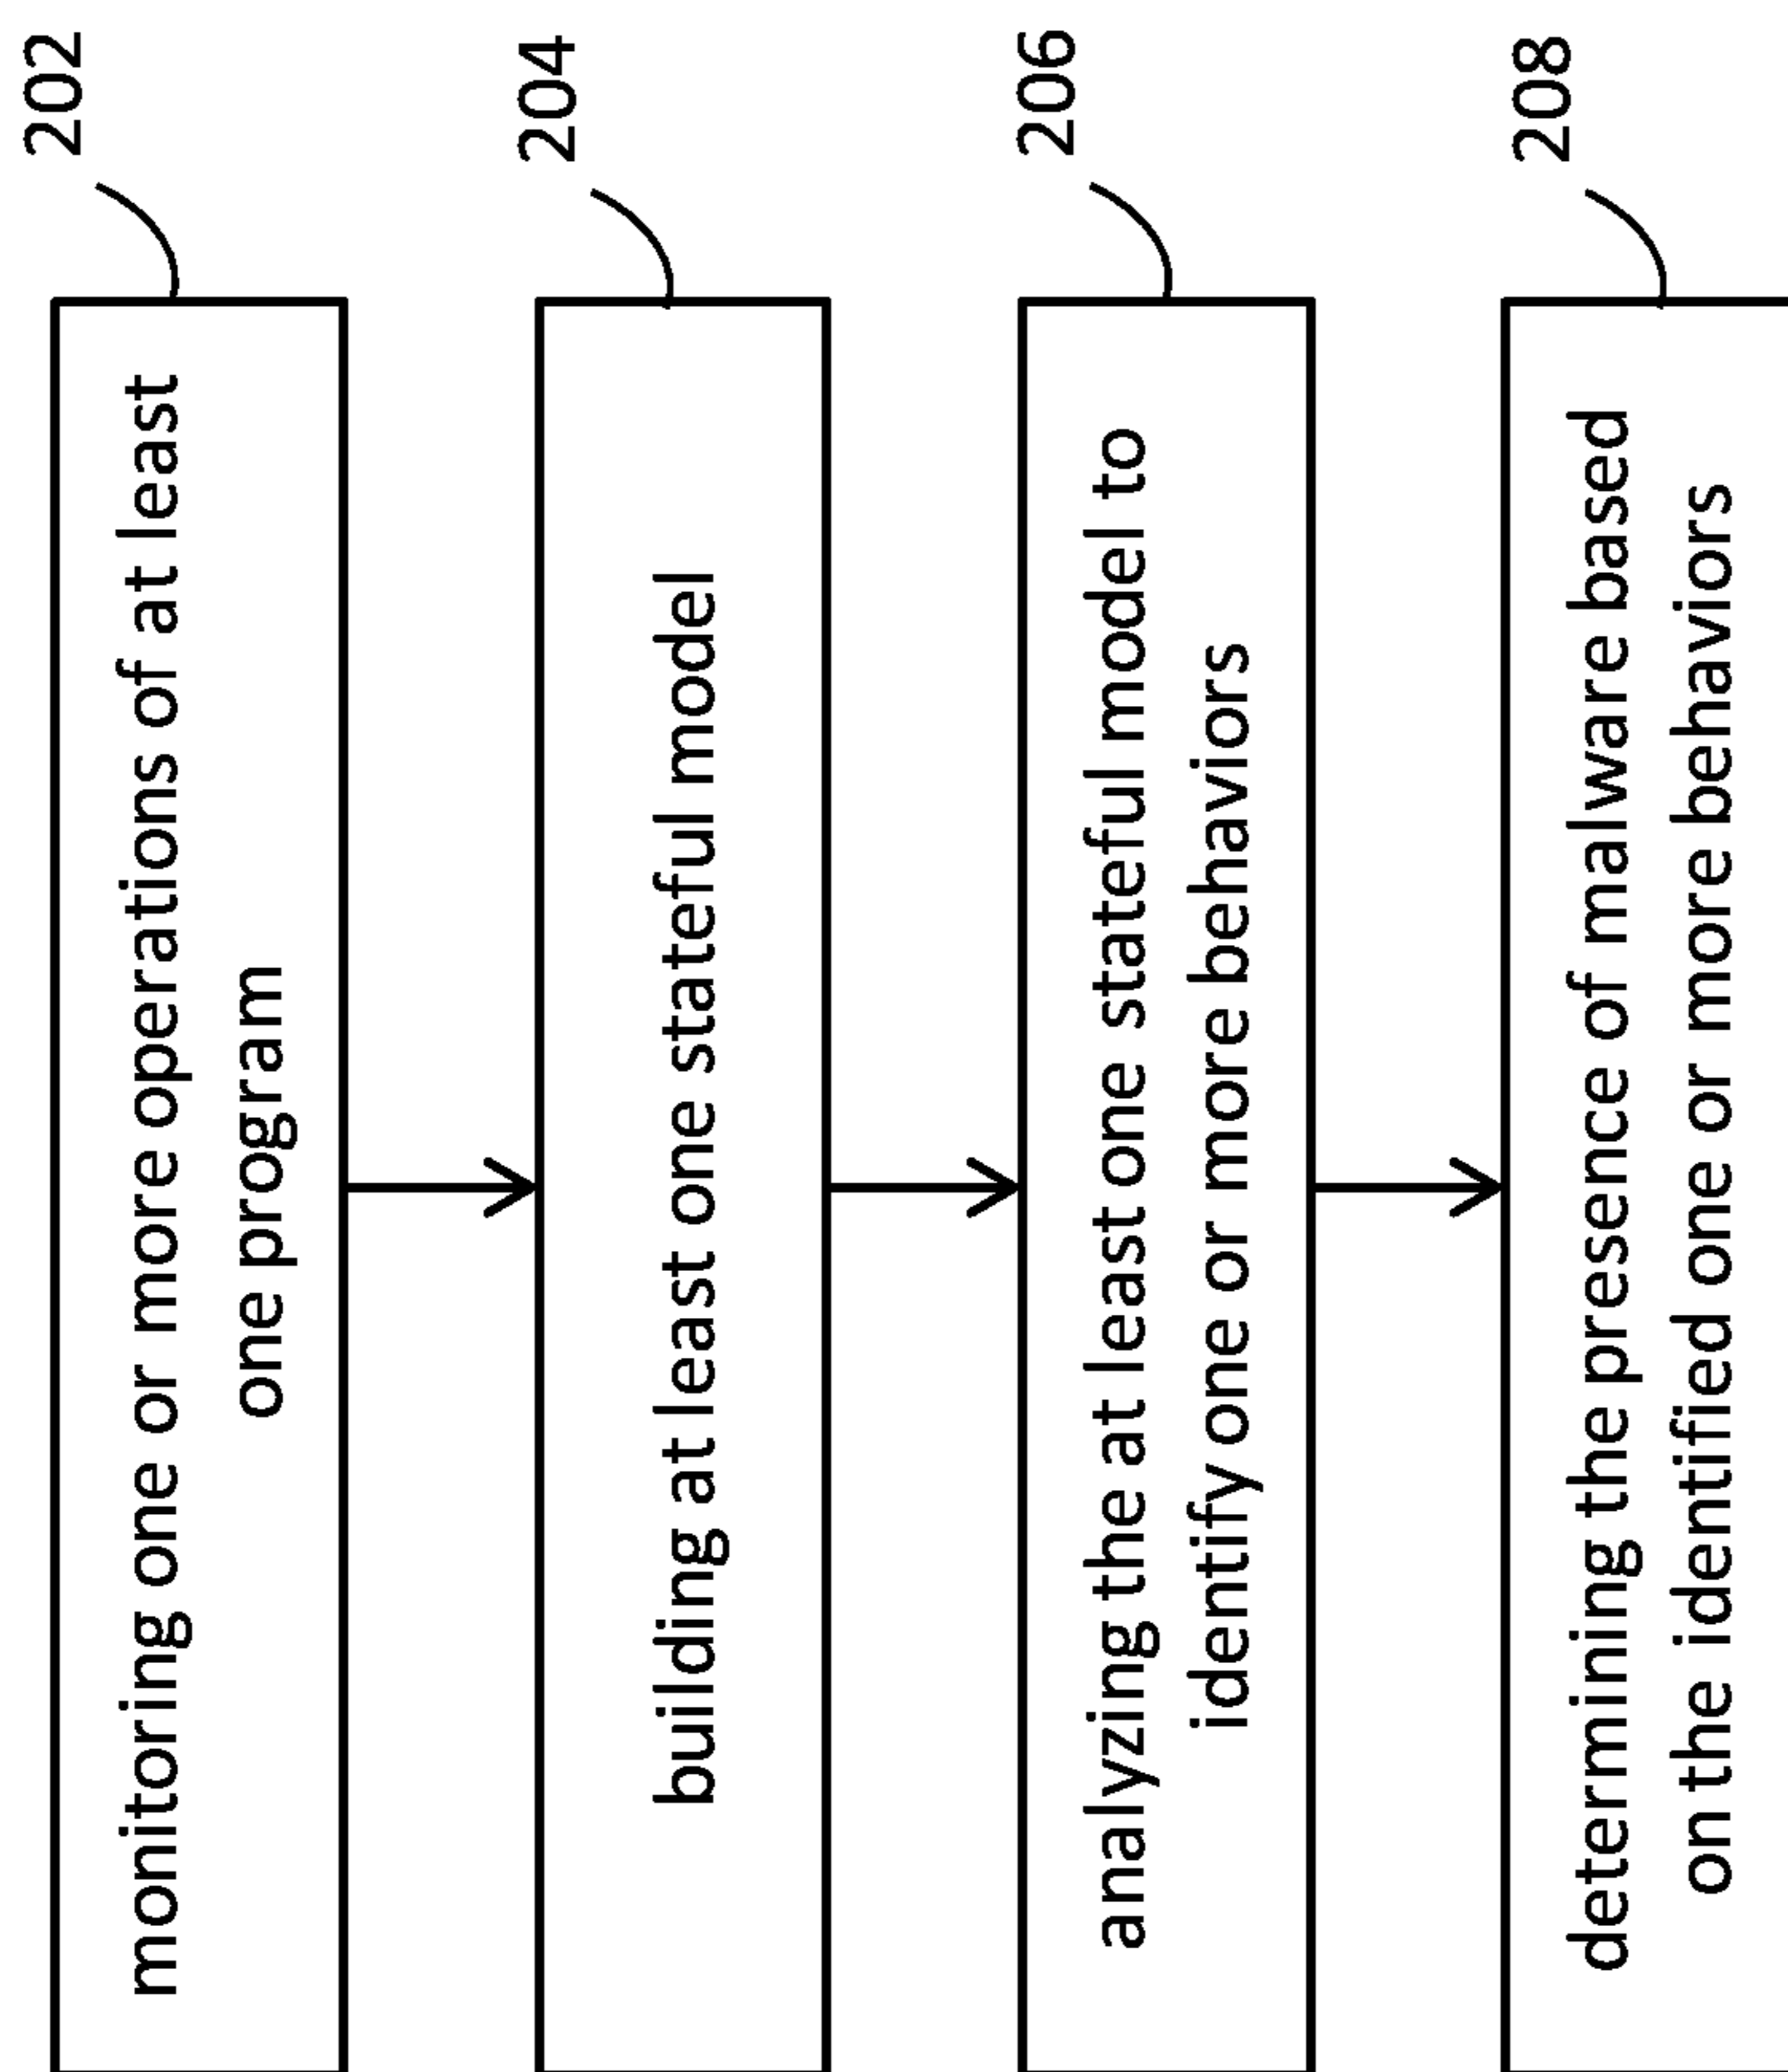 202
monitoring one or more operations of at least
one program
204
building at least one stateful model
206
analyzing the at least one stateful model to
identify one or more behaviors
208
determining the presence of malware based
on the identified one or more behaviors